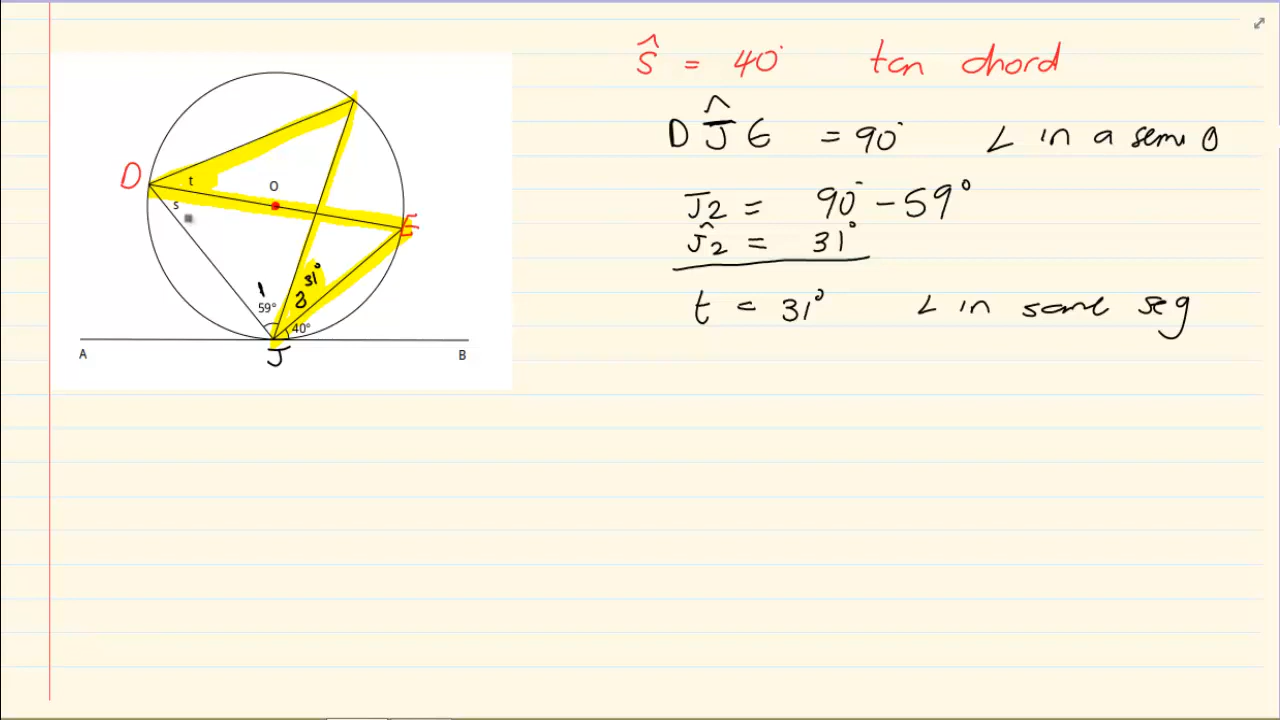 Ŝ = 40° tan chord
D Ĵ E = 90° ∠ in a semi ⊙
J2 = 90° - 59°
Ĵ2 = 31°
t = 31° ∠ in same seg
D
t
O
s
E
1
31°
59°
2
40°
A
J
B